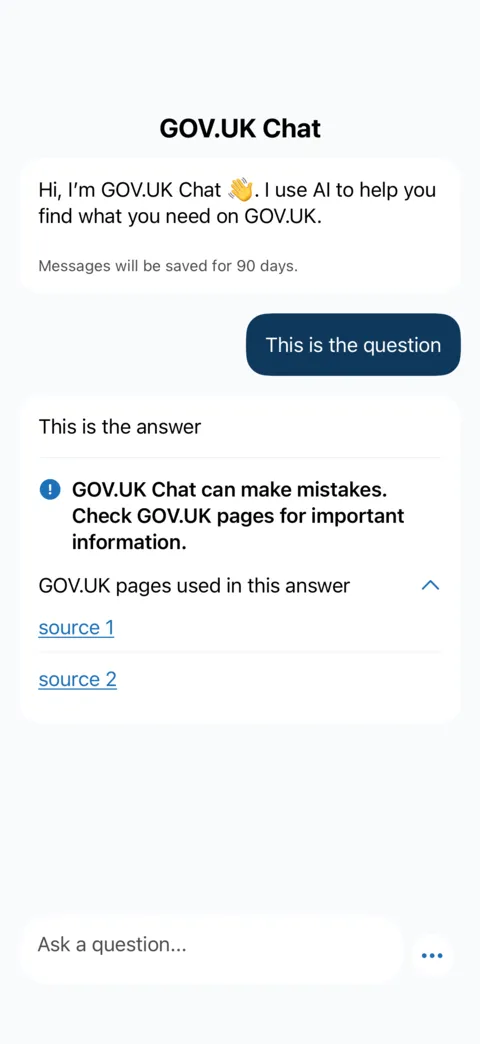 GOV.UK Chat
Hi, I’m GOV.UK Chat 👋. I use AI to help you
find what you need on GOV.UK.
Messages will be saved for 90 days.
This is the question
This is the answer
GOV.UK Chat can make mistakes.
Check GOV.UK pages for important
information.
GOV.UK pages used in this answer
source 1
source 2
Ask a question...